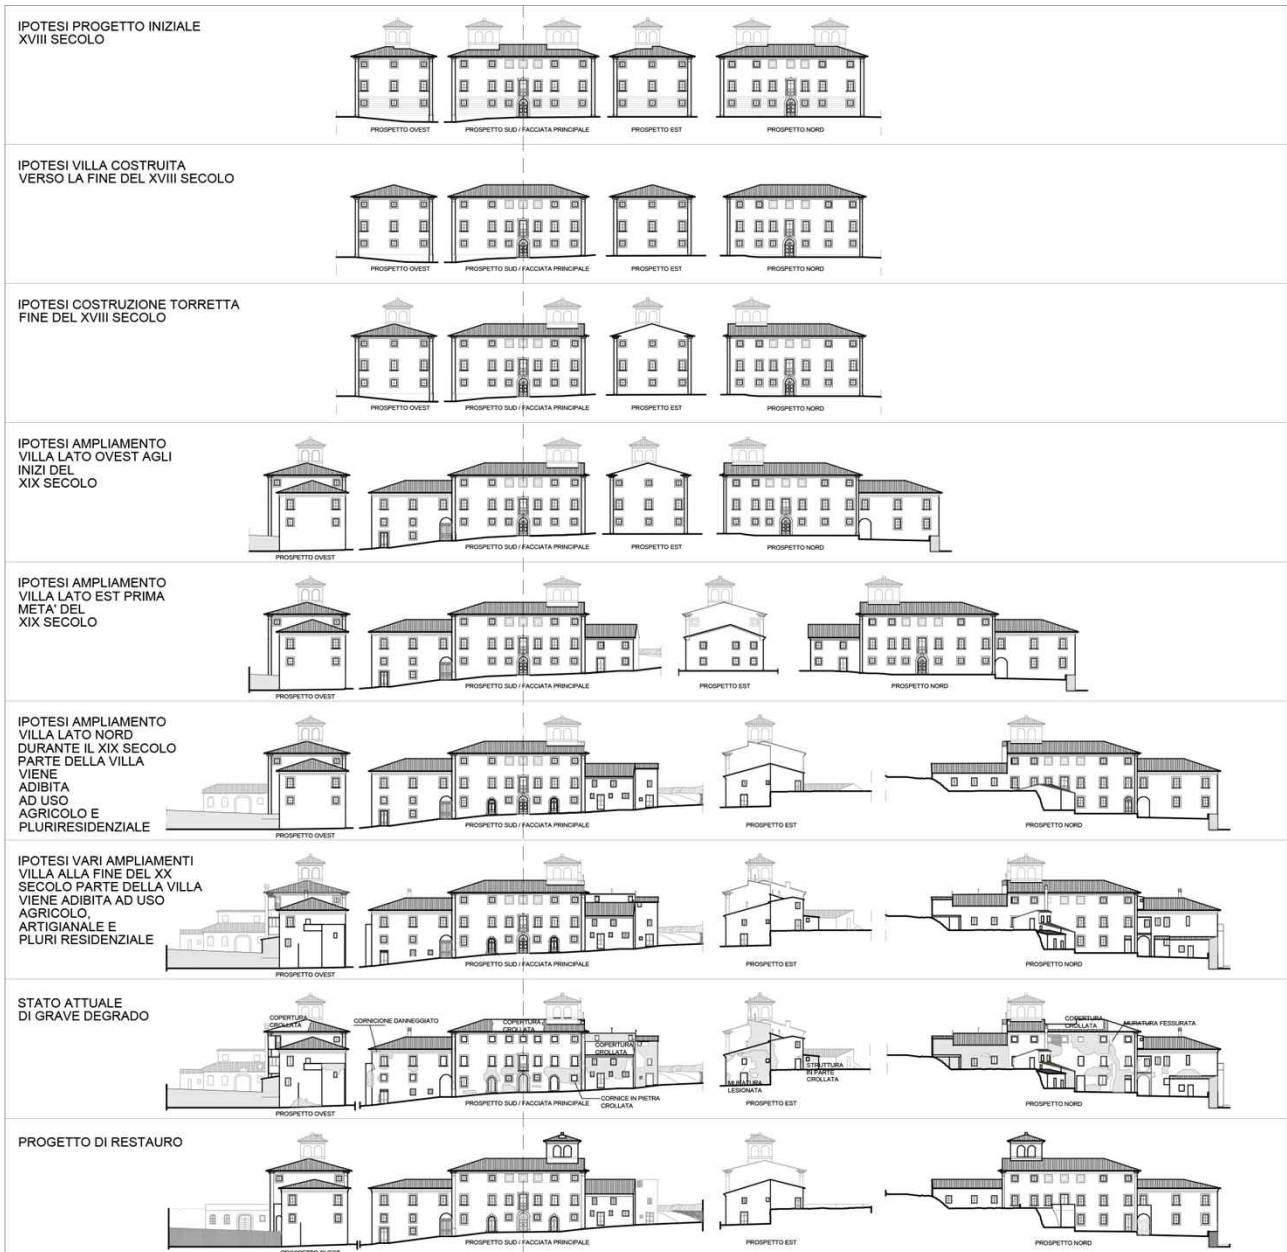 IPOTESI PROGETTO INIZIALE
XVIII SECOLO
PROSPETTO OVEST
PROSPETTO SUD / FACCIATA PRINCIPALE
PROSPETTO EST
PROSPETTO NORD
IPOTESI VILLA COSTRUITA
VERSO LA FINE DEL XVIII SECOLO
PROSPETTO OVEST
PROSPETTO SUD / FACCIATA PRINCIPALE
PROSPETTO EST
PROSPETTO NORD
IPOTESI COSTRUZIONE TORRETTA
FINE DEL XVIII SECOLO
PROSPETTO OVEST
PROSPETTO SUD / FACCIATA PRINCIPALE
PROSPETTO EST
PROSPETTO NORD
IPOTESI AMPLIAMENTO
VILLA LATO OVEST AGLI
INIZI DEL
XIX SECOLO
PROSPETTO OVEST
PROSPETTO SUD / FACCIATA PRINCIPALE
PROSPETTO EST
PROSPETTO NORD
IPOTESI AMPLIAMENTO
VILLA LATO EST PRIMA
META' DEL
XIX SECOLO
PROSPETTO OVEST
PROSPETTO SUD / FACCIATA PRINCIPALE
PROSPETTO EST
PROSPETTO NORD
IPOTESI AMPLIAMENTO
VILLA LATO NORD
DURANTE IL XIX SECOLO
PARTE DELLA VILLA
VIENE
ADIBITA
AD USO
AGRICOLO E
PLURIRESIDENZIALE
PROSPETTO OVEST
PROSPETTO SUD / FACCIATA PRINCIPALE
PROSPETTO EST
PROSPETTO NORD
IPOTESI VARI AMPLIAMENTI
VILLA ALLA FINE DEL XX
SECOLO PARTE DELLA VILLA
VIENE ADIBITA AD USO
AGRICOLO,
ARTIGIANALE E
PLURI RESIDENZIALE
PROSPETTO OVEST
PROSPETTO SUD / FACCIATA PRINCIPALE
PROSPETTO EST
PROSPETTO NORD
STATO ATTUALE
DI GRAVE DEGRADO
COPERTURA
CROLLATA
CORNICIONE DANNEGGIATO
COPERTURA
CROLLATA
COPERTURA
CROLLATA
CORNICE IN PIETRA
CROLLATA
MURATURA
LESIONATA
STRUTTURA
IN PARTE
CROLLATA
COPERTURA
CROLLATA
MURATURA FESSURATA
PROSPETTO OVEST
PROSPETTO SUD / FACCIATA PRINCIPALE
PROSPETTO EST
PROSPETTO NORD
PROGETTO DI RESTAURO
PROSPETTO OVEST
PROSPETTO SUD / FACCIATA PRINCIPALE
PROSPETTO EST
PROSPETTO NORD